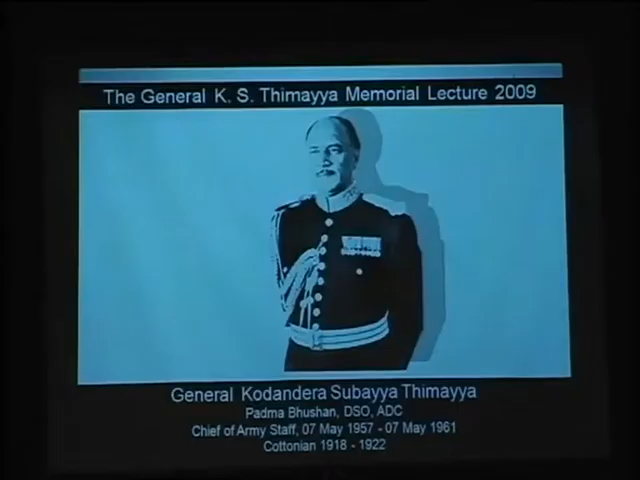 The General K. S. Thimayya Memorial Lecture 2009
General Kodandera Subayya Thimayya
Padma Bhushan, DSO, ADC
Chief of Army Staff, 07 May 1957 - 07 May 1961
Cottonian 1918 - 1922